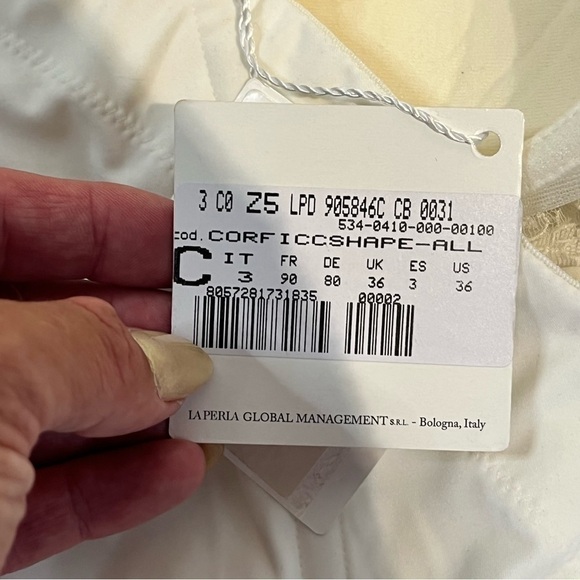 3 C0 Z5 LPD 905846C CB 0031
534-0410-000-00100
cod. CORFICCSHAPE-ALL
C IT FR DE UK ES US
3 90 80 36 3 36
8057281731835 00002
LA PERLA GLOBAL MANAGEMENT S.R.L. - Bologna, Italy